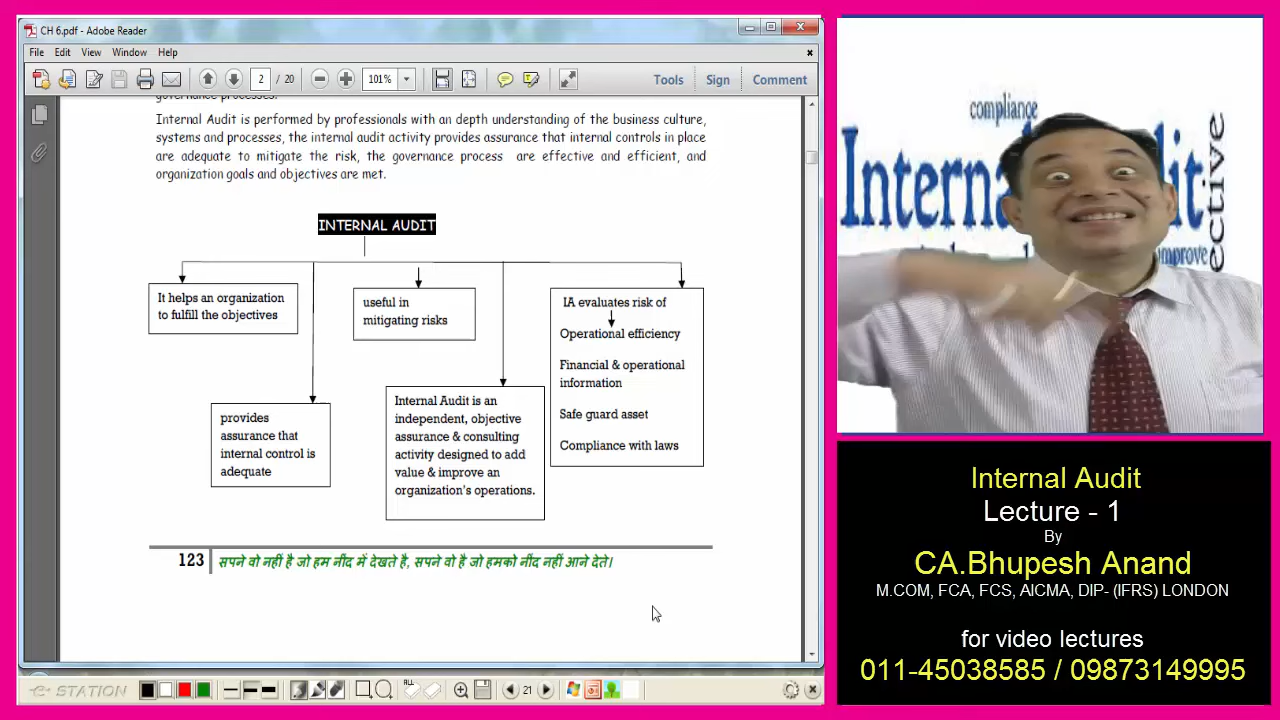 CH 6.pdf - Adobe Reader
File Edit View Window Help
2 / 20 101% Tools Sign Comment
governance processes.
Internal Audit is performed by professionals with an depth understanding of the business culture,
systems and processes, the internal audit activity provides assurance that internal controls in place
are adequate to mitigate the risk, the governance process are effective and efficient, and
organization goals and objectives are met.
INTERNAL AUDIT
It helps an organization
to fulfill the objectives
useful in
mitigating risks
IA evaluates risk of
Operational efficiency
Financial & operational
information
Safe guard asset
Compliance with laws
provides
assurance that
internal control is
adequate
Internal Audit is an
independent, objective
assurance & consulting
activity designed to add
value & improve an
organization's operations.
123 सपने वो नहीं है जो हम नींद में देखते है, सपने वो है जो हमको नींद नहीं आने देते।
e-STATION
ALL
21
compliance
ective
Internal Audit
Lecture - 1
By
CA.Bhupesh Anand
M.COM, FCA, FCS, AICMA, DIP- (IFRS) LONDON
for video lectures
011-45038585 / 09873149995